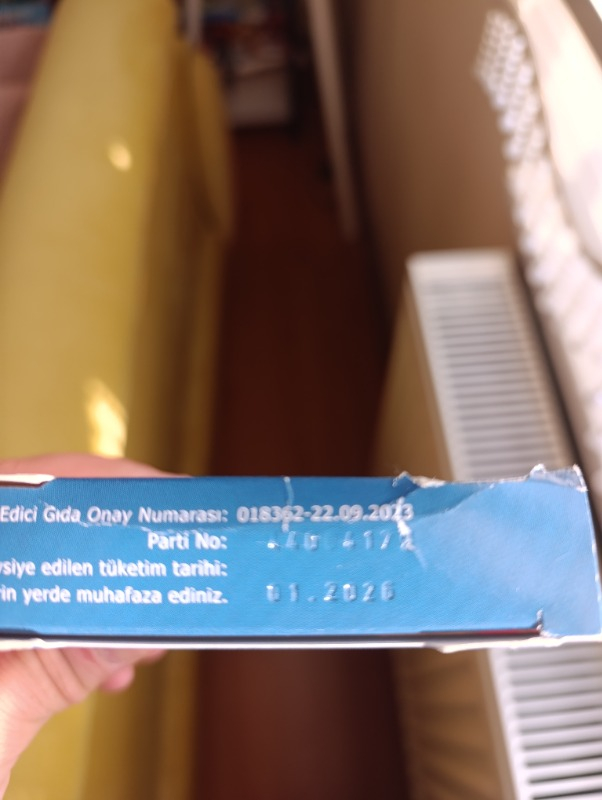 Edici Gıda Onay Numarası: 018362-22.09.2023
Parti No:
siye edilen tüketim tarihi:
rin yerde muhafaza ediniz. 01.2026